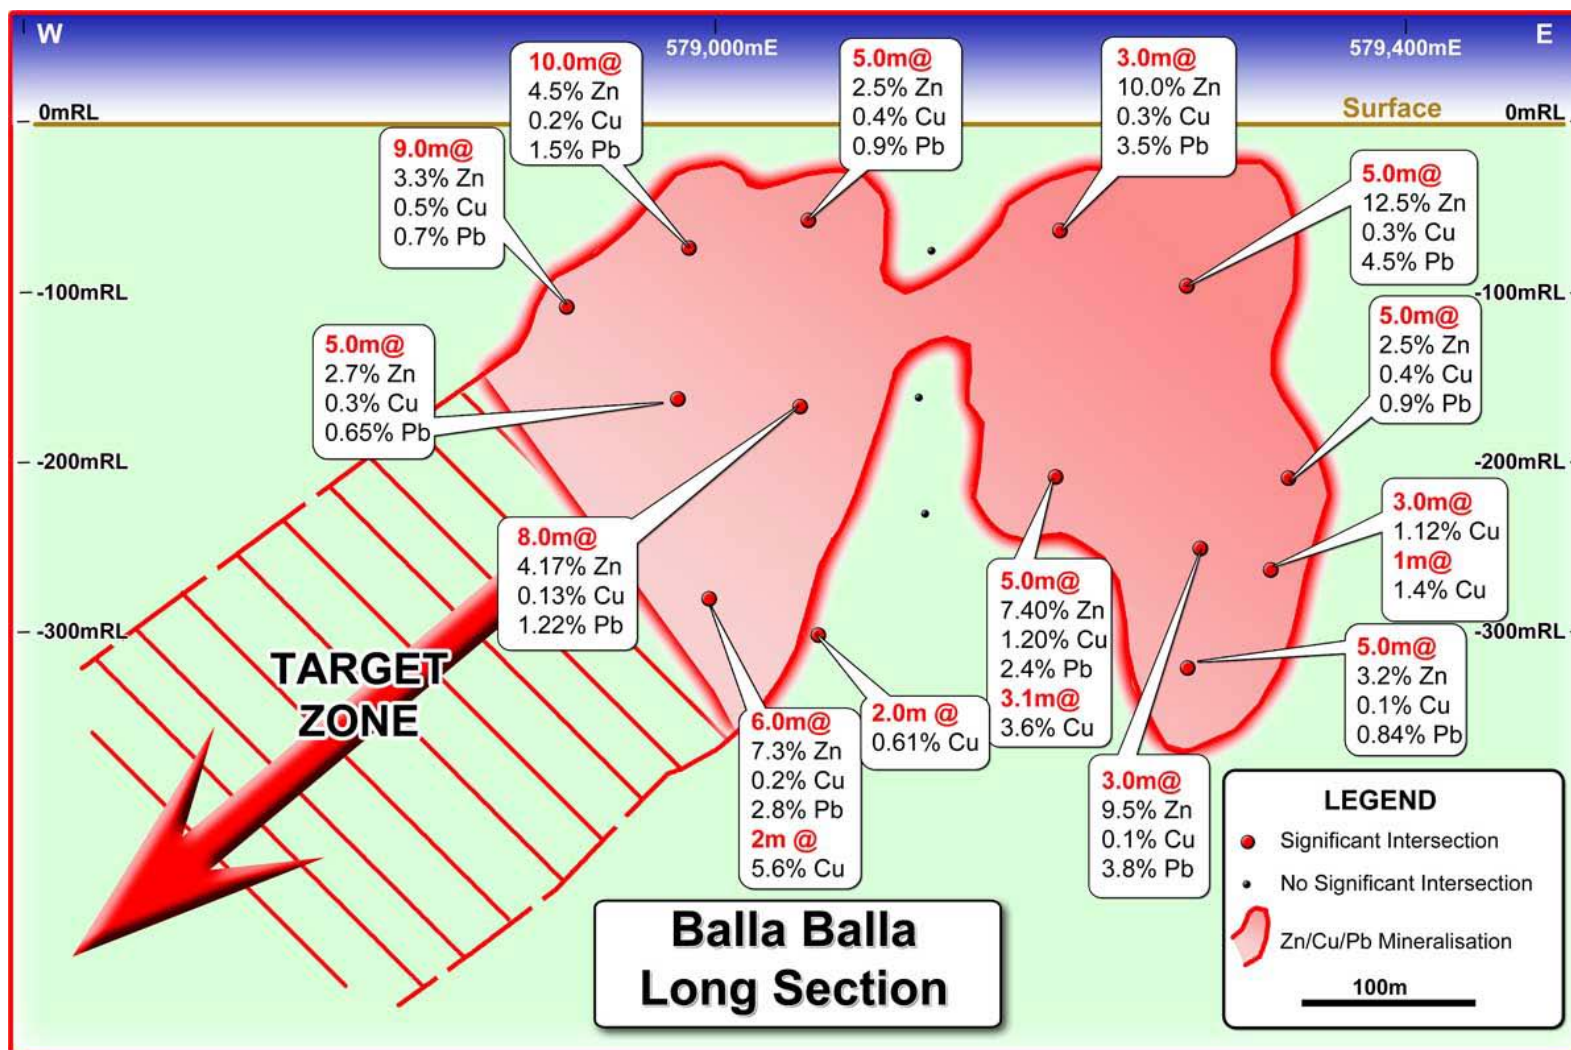 W
579,000mE
579,400mE
E
0mRL
Surface
0mRL
10.0m@
4.5% Zn
0.2% Cu
1.5% Pb
5.0m@
2.5% Zn
0.4% Cu
0.9% Pb
3.0m@
10.0% Zn
0.3% Cu
3.5% Pb
9.0m@
3.3% Zn
0.5% Cu
0.7% Pb
5.0m@
12.5% Zn
0.3% Cu
4.5% Pb
-100mRL
-100mRL
5.0m@
2.7% Zn
0.3% Cu
0.65% Pb
5.0m@
2.5% Zn
0.4% Cu
0.9% Pb
-200mRL
-200mRL
8.0m@
4.17% Zn
0.13% Cu
1.22% Pb
3.0m@
1.12% Cu
1m@
1.4% Cu
5.0m@
7.40% Zn
1.20% Cu
2.4% Pb
3.1m@
3.6% Cu
-300mRL
-300mRL
5.0m@
3.2% Zn
0.1% Cu
0.84% Pb
TARGET
ZONE
6.0m@
7.3% Zn
0.2% Cu
2.8% Pb
2m @
5.6% Cu
2.0m @
0.61% Cu
3.0m@
9.5% Zn
0.1% Cu
3.8% Pb
Balla Balla
Long Section
LEGEND
Significant Intersection
No Significant Intersection
Zn/Cu/Pb Mineralisation
100m